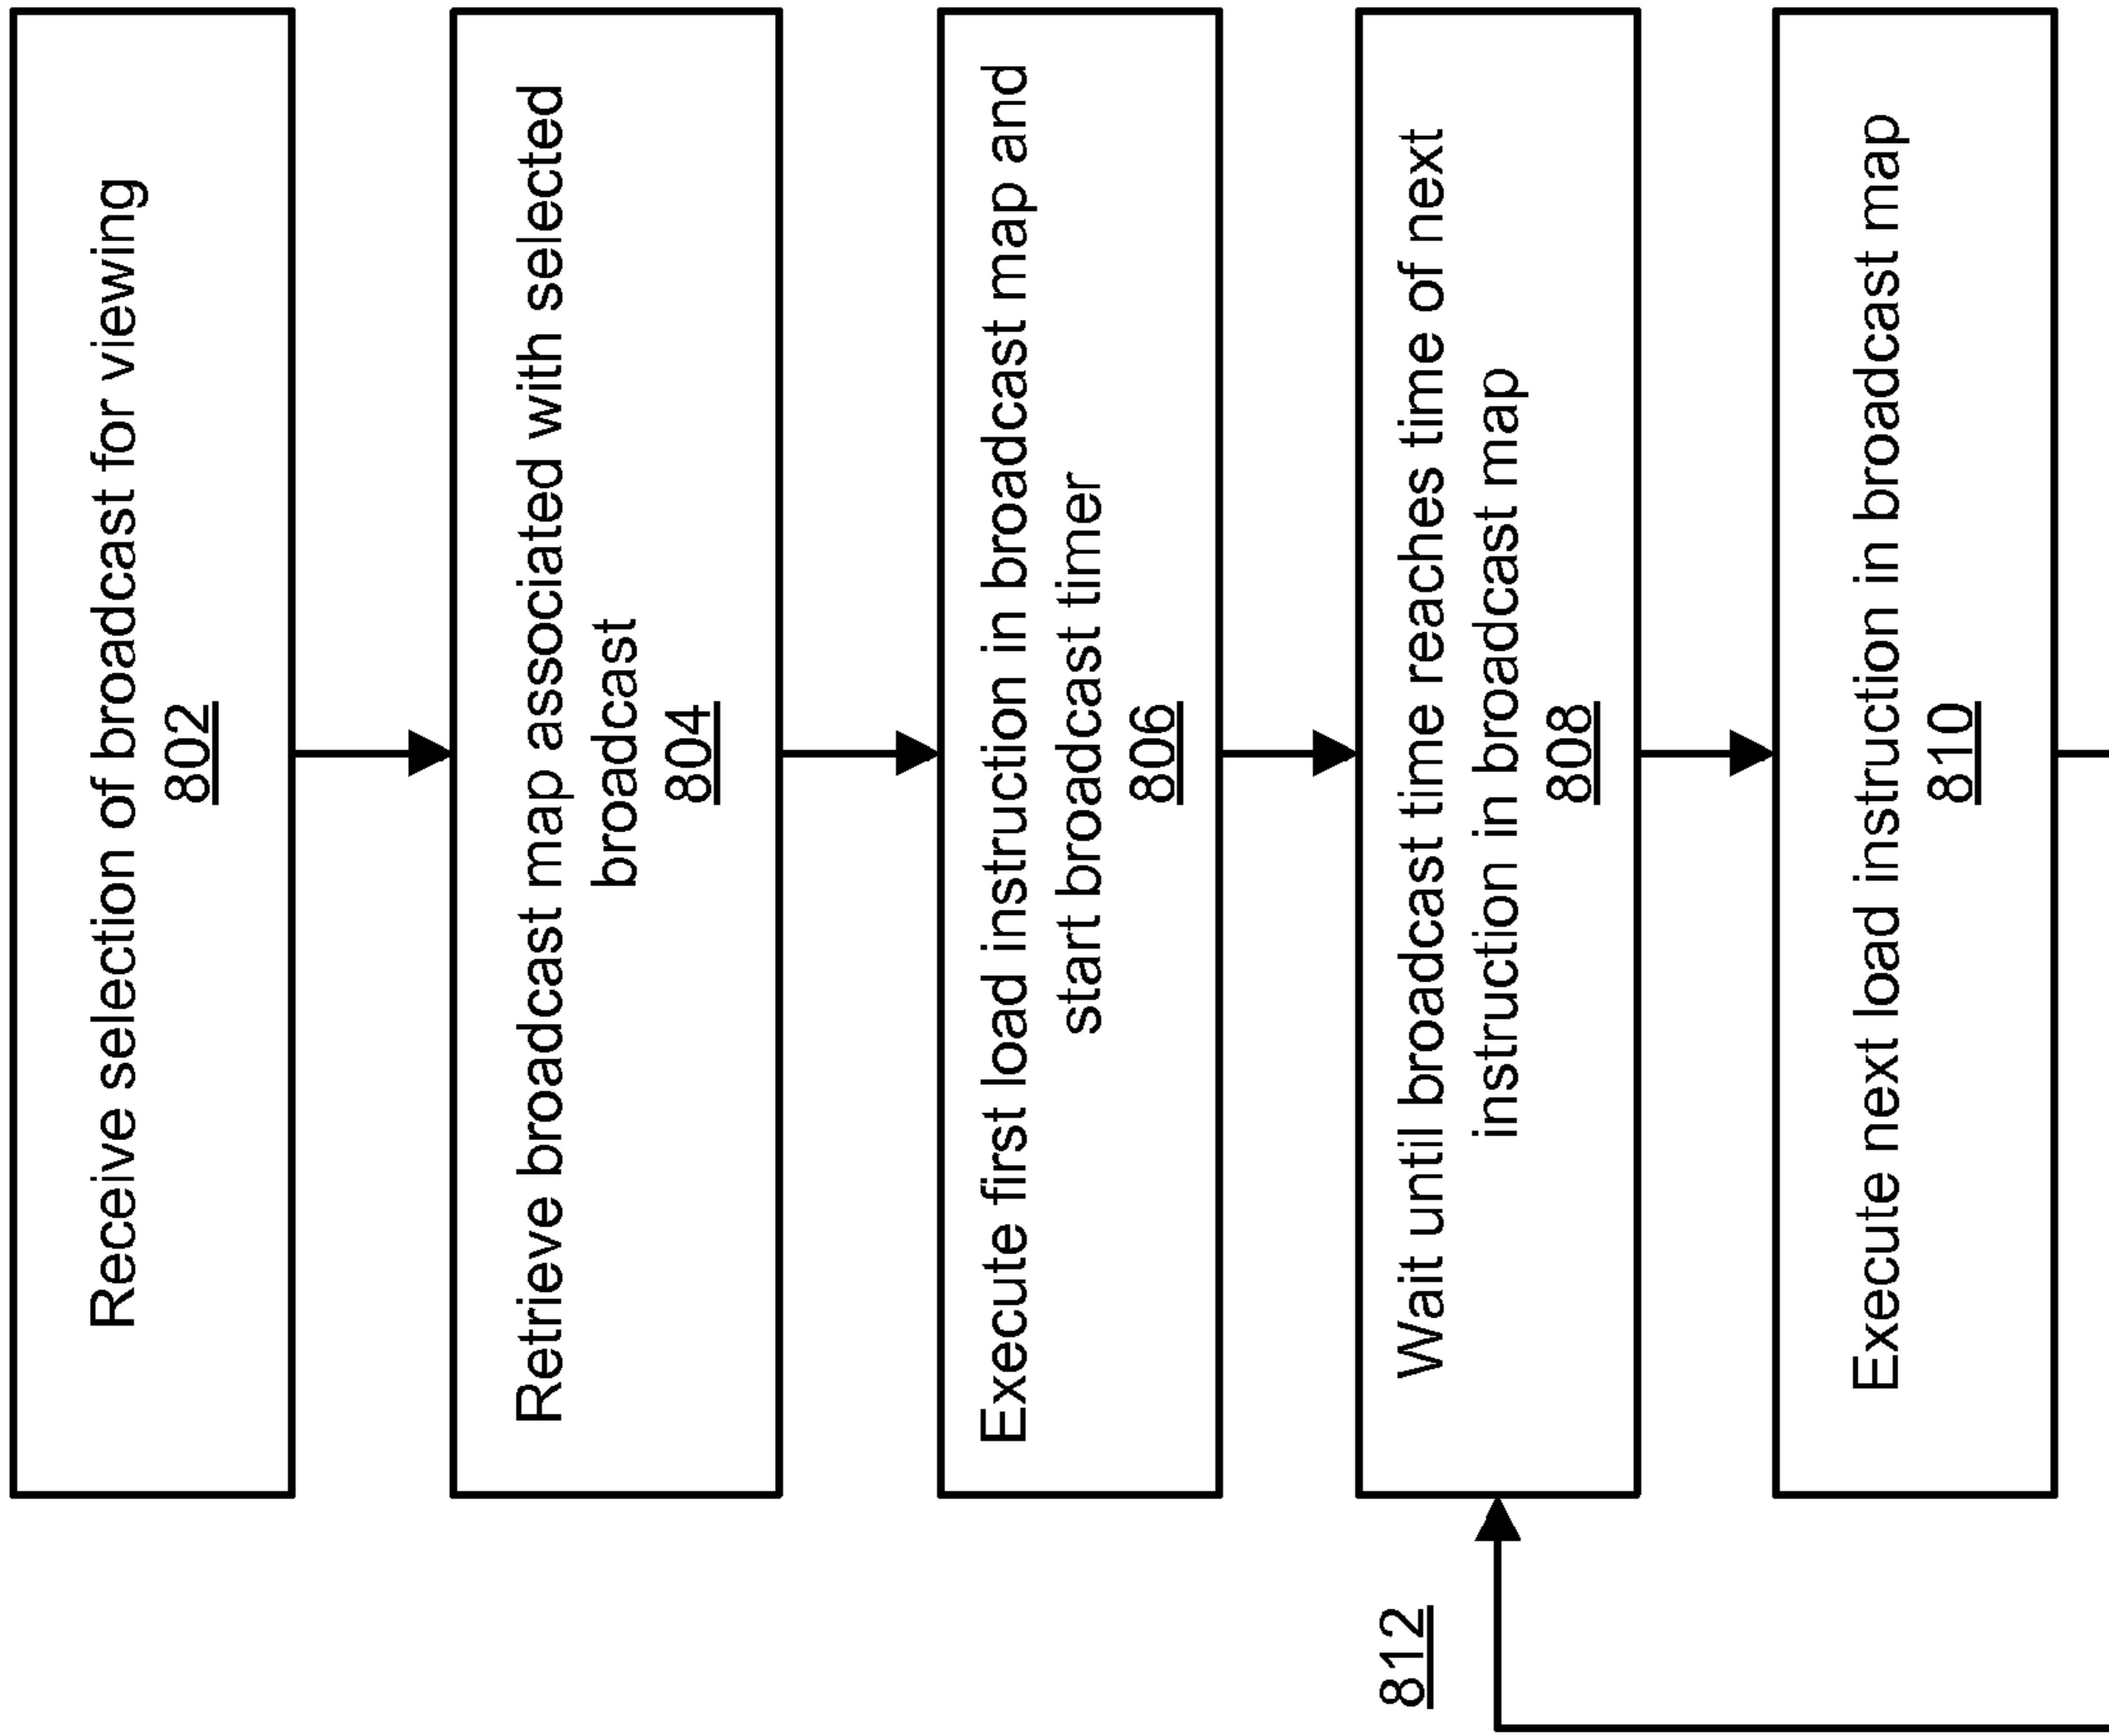 Receive selection of broadcast for viewing
802
Retrieve broadcast map associated with selected
broadcast
804
Execute first load instruction in broadcast map and
start broadcast timer
806
Wait until broadcast time reaches time of next
instruction in broadcast map
808
812
Execute next load instruction in broadcast map
810